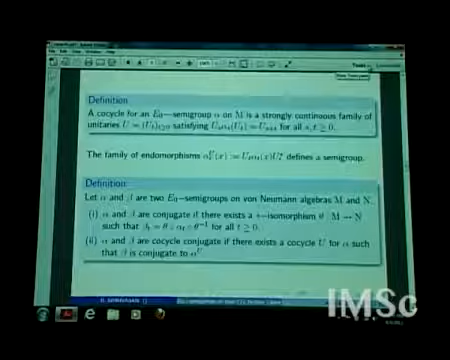 Definition
A cocycle for an E₀−semigroup α on M is a strongly continuous family of
unitaries U = (Uₜ)ₜ≥₀ satisfying Uₛαₛ(Uₜ) = Uₛ₊ₜ for all s, t ≥ 0.
The family of endomorphisms αₜᵁ(x) := Uₜαₜ(x)Uₜ* defines a semigroup.
Definition
Let α and β are two E₀−semigroups on von Neumann algebras M and N.
(i) α and β are conjugate if there exists a ∗−isomorphism θ : M → N
such that βₜ = θ ∘ αₜ ∘ θ⁻¹ for all t ≥ 0.
(ii) α and β are cocycle conjugate if there exists a cocycle U for α such
that β is conjugate to αᵁ
R. SRINIVASAN ()
IMSc